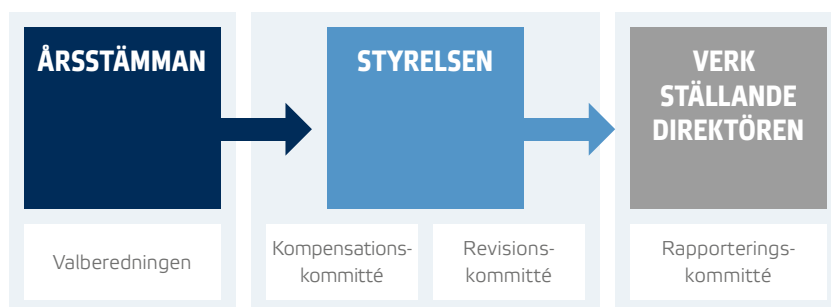 ÅRSSTÄMMAN
Valberedningen
STYRELSEN
Kompensations-
kommitté
Revisions-
kommitté
VERK
STÄLLANDE
DIREKTÖREN
Rapporterings-
kommitté